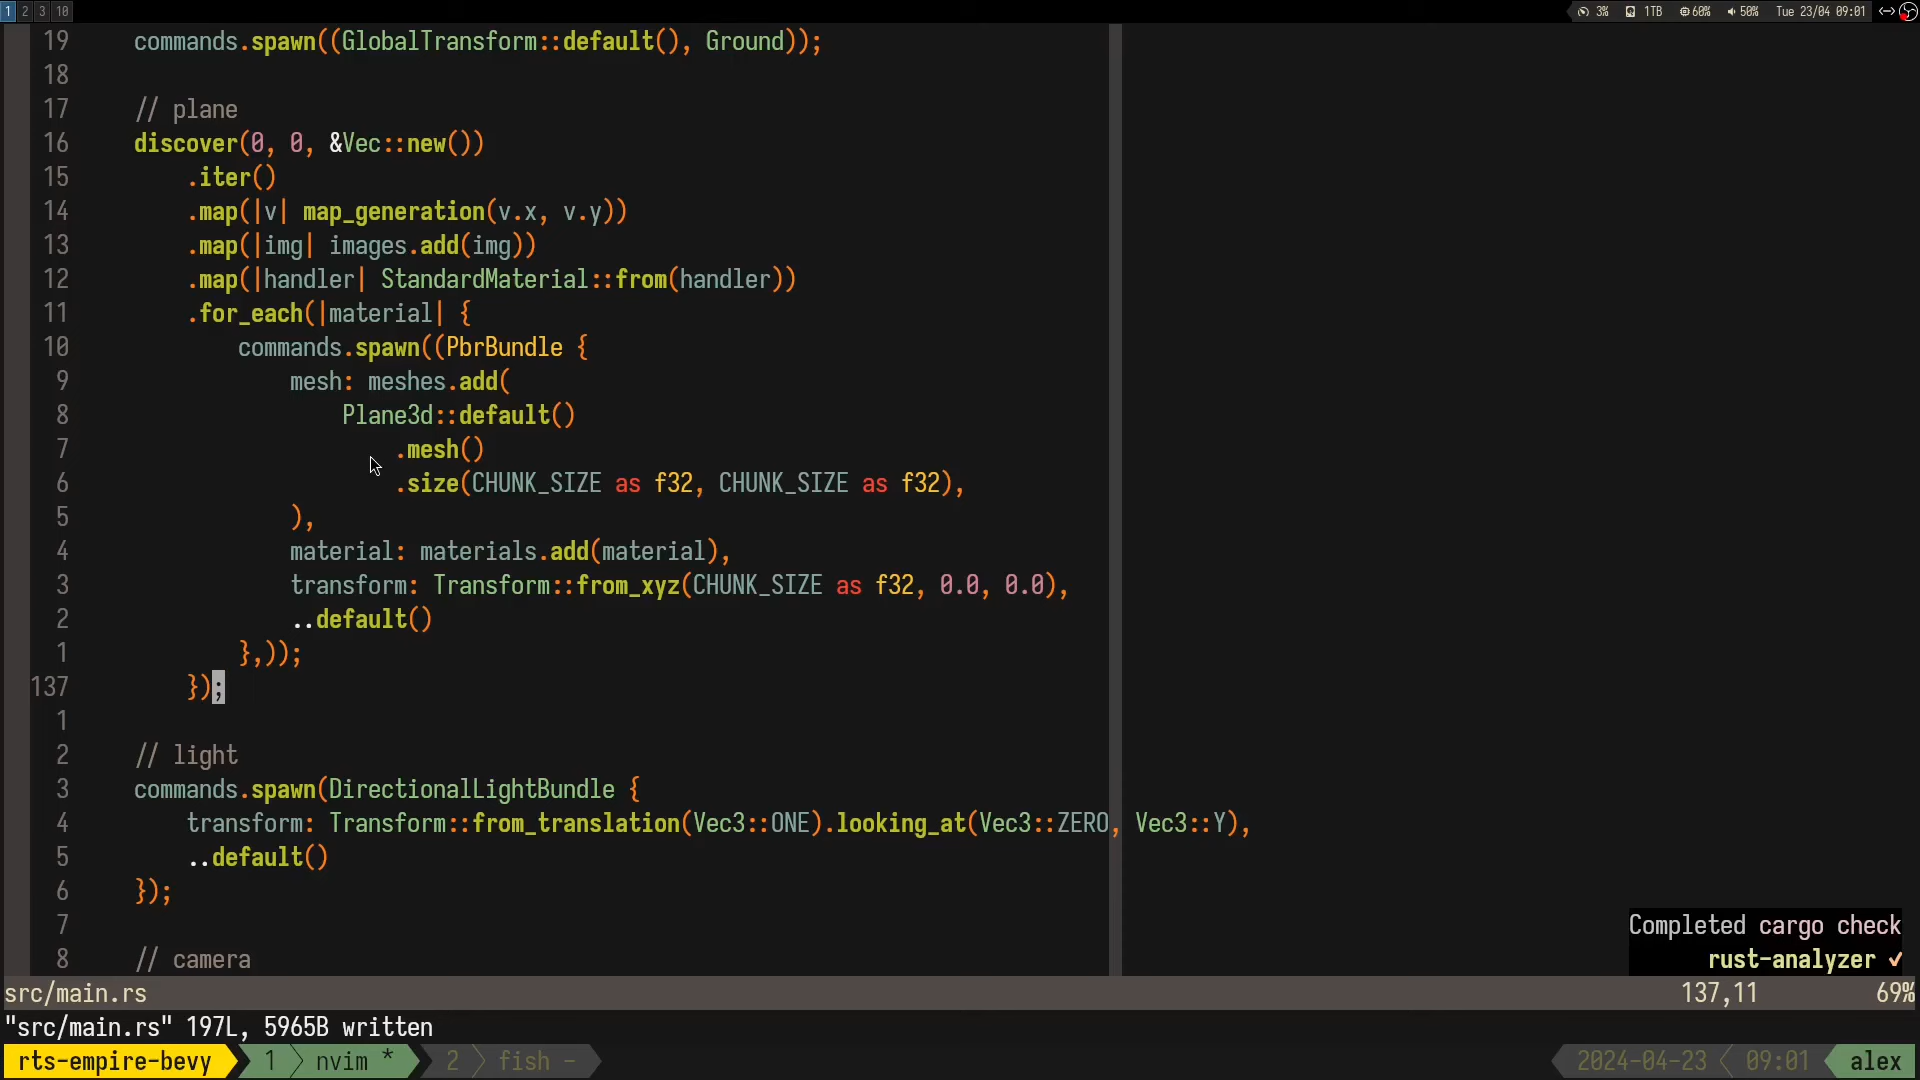 1 2 3 10 3% 1TB 60% 50% Tue 23/04 09:01
19 commands.spawn((GlobalTransform::default(), Ground));
18
17 // plane
16 discover(0, 0, &Vec::new())
15 .iter()
14 .map(|v| map_generation(v.x, v.y))
13 .map(|img| images.add(img))
12 .map(|handler| StandardMaterial::from(handler))
11 .for_each(|material| {
10 commands.spawn((PbrBundle {
9 mesh: meshes.add(
8 Plane3d::default()
7 .mesh()
6 .size(CHUNK_SIZE as f32, CHUNK_SIZE as f32),
5 ),
4 material: materials.add(material),
3 transform: Transform::from_xyz(CHUNK_SIZE as f32, 0.0, 0.0),
2 ..default()
1 },));
137 });
1
2 // light
3 commands.spawn(DirectionalLightBundle {
4 transform: Transform::from_translation(Vec3::ONE).looking_at(Vec3::ZERO, Vec3::Y),
5 ..default()
6 });
7
8 // camera
Completed cargo check
rust-analyzer ✓
src/main.rs 137,11 69%
"src/main.rs" 197L, 5965B written
rts-empire-bevy 1 nvim * 2 fish - 2024-04-23 09:01 alex